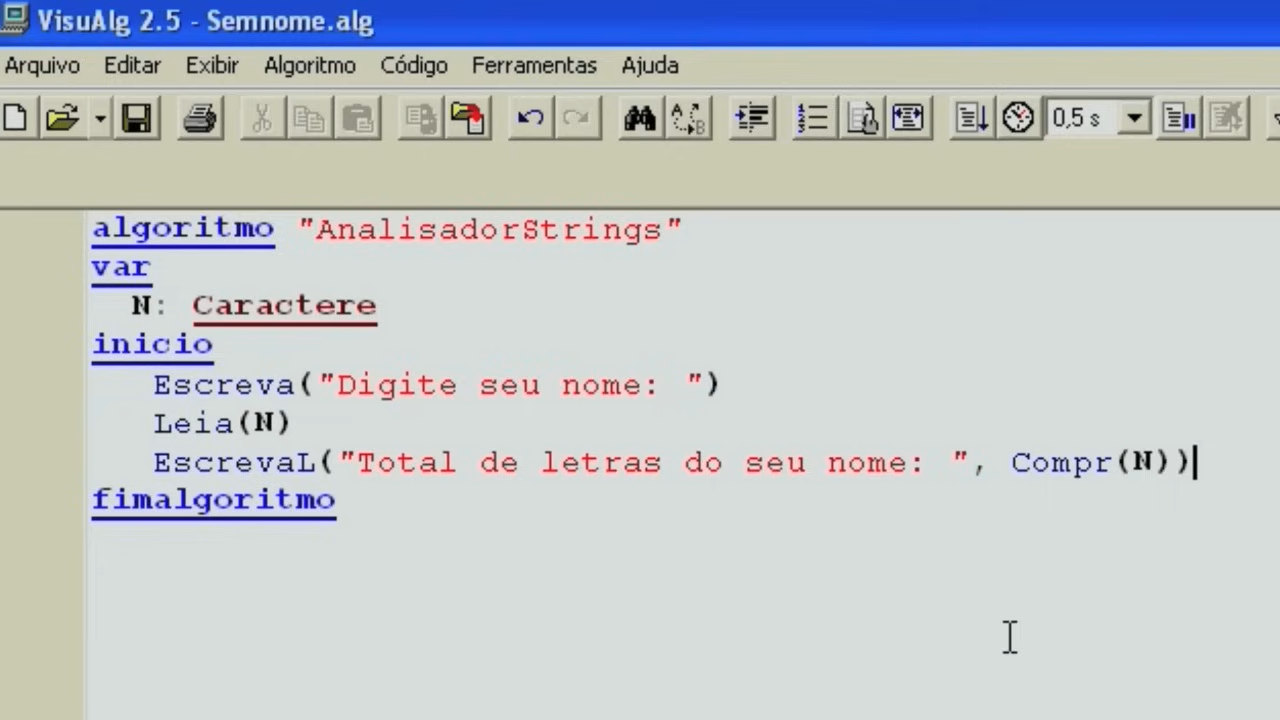 VisuAlg 2.5 - Semnome.alg
Arquivo Editar Exibir Algoritmo Código Ferramentas Ajuda
0,5 s
algoritmo "AnalisadorStrings"
var
N: Caractere
inicio
Escreva("Digite seu nome: ")
Leia(N)
EscrevaL("Total de letras do seu nome: ", Compr(N))
fimalgoritmo